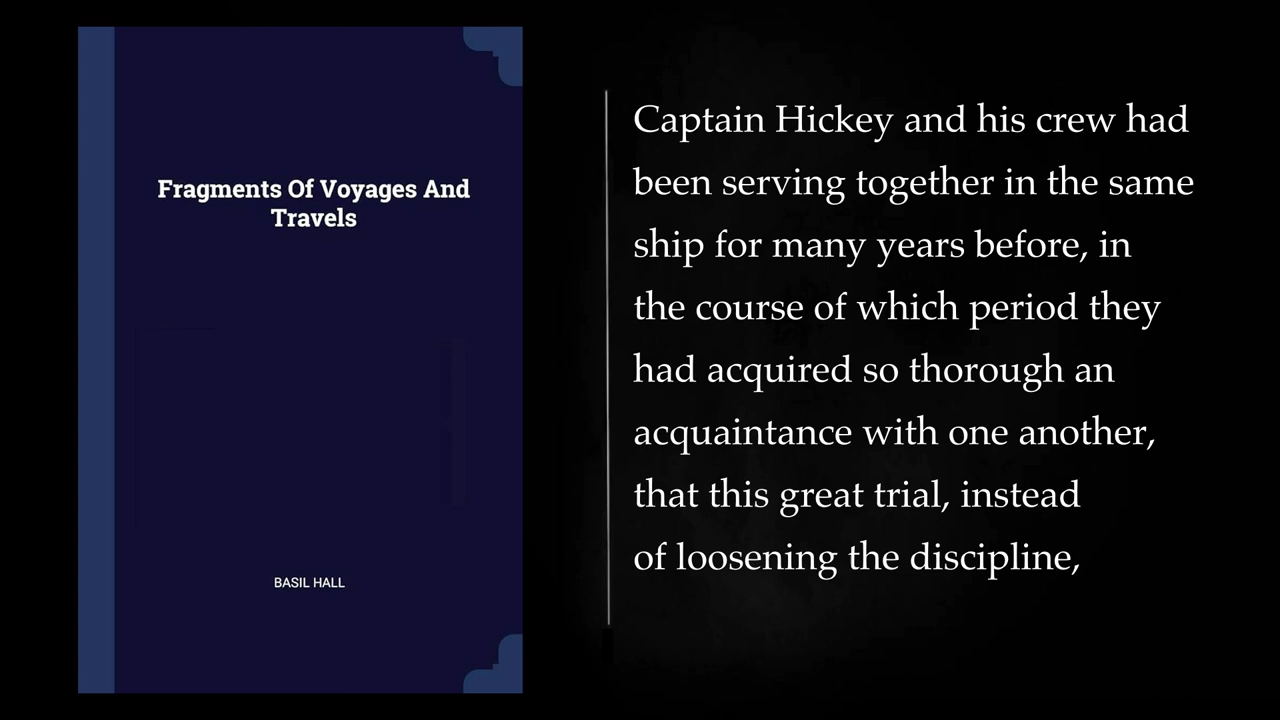 Fragments Of Voyages And
Travels
BASIL HALL
Captain Hickey and his crew had
been serving together in the same
ship for many years before, in
the course of which period they
had acquired so thorough an
acquaintance with one another,
that this great trial, instead
of loosening the discipline,